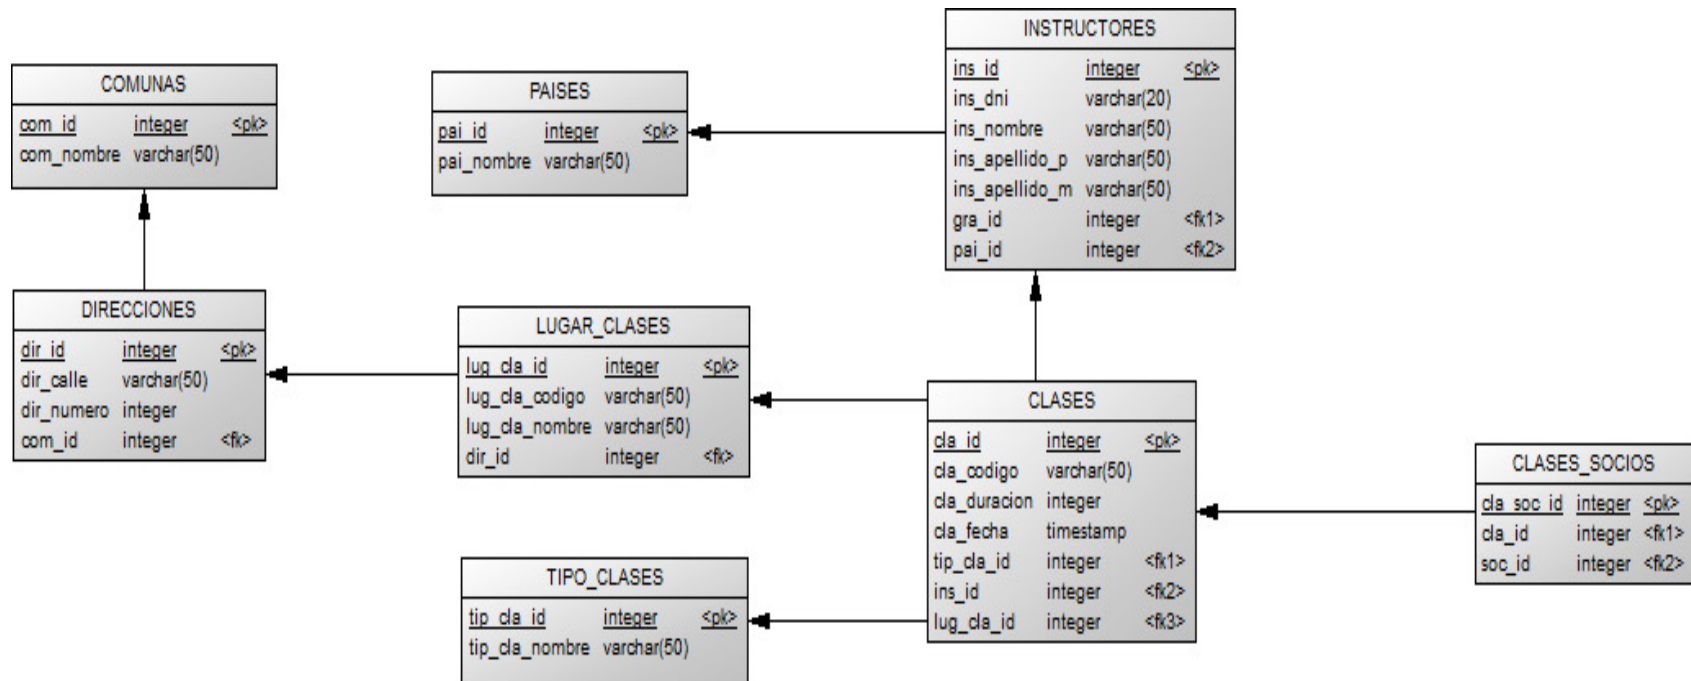 COMUNAS
com_id integer <pk>
com_nombre varchar(50)
PAISES
pai_id integer <pk>
pai_nombre varchar(50)
INSTRUCTORES
ins_id integer <pk>
ins_dni varchar(20)
ins_nombre varchar(50)
ins_apellido_p varchar(50)
ins_apellido_m varchar(50)
gra_id integer <fk1>
pai_id integer <fk2>
DIRECCIONES
dir_id integer <pk>
dir_calle varchar(50)
dir_numero integer
com_id integer <fk>
LUGAR_CLASES
lug_cla_id integer <pk>
lug_cla_codigo varchar(50)
lug_cla_nombre varchar(50)
dir_id integer <fk>
CLASES
cla_id integer <pk>
cla_codigo varchar(50)
cla_duracion integer
cla_fecha timestamp
tip_cla_id integer <fk1>
ins_id integer <fk2>
lug_cla_id integer <fk3>
CLASES_SOCIOS
cla_soc_id integer <pk>
cla_id integer <fk1>
soc_id integer <fk2>
TIPO_CLASES
tip_cla_id integer <pk>
tip_cla_nombre varchar(50)